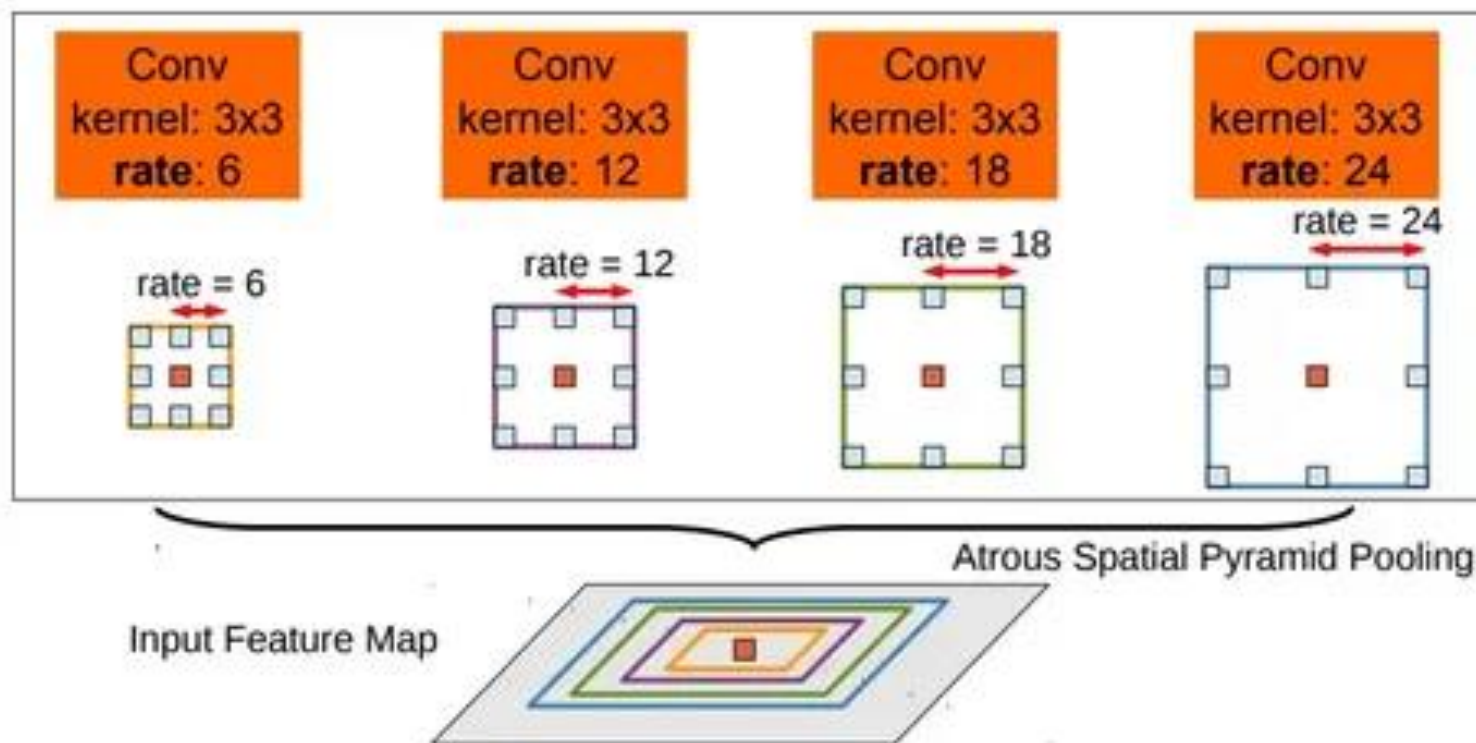 Conv
kernel: 3x3
rate: 6
Conv
kernel: 3x3
rate: 12
Conv
kernel: 3x3
rate: 18
Conv
kernel: 3x3
rate: 24
rate = 6
rate = 12
rate = 18
rate = 24
Atrous Spatial Pyramid Pooling
Input Feature Map